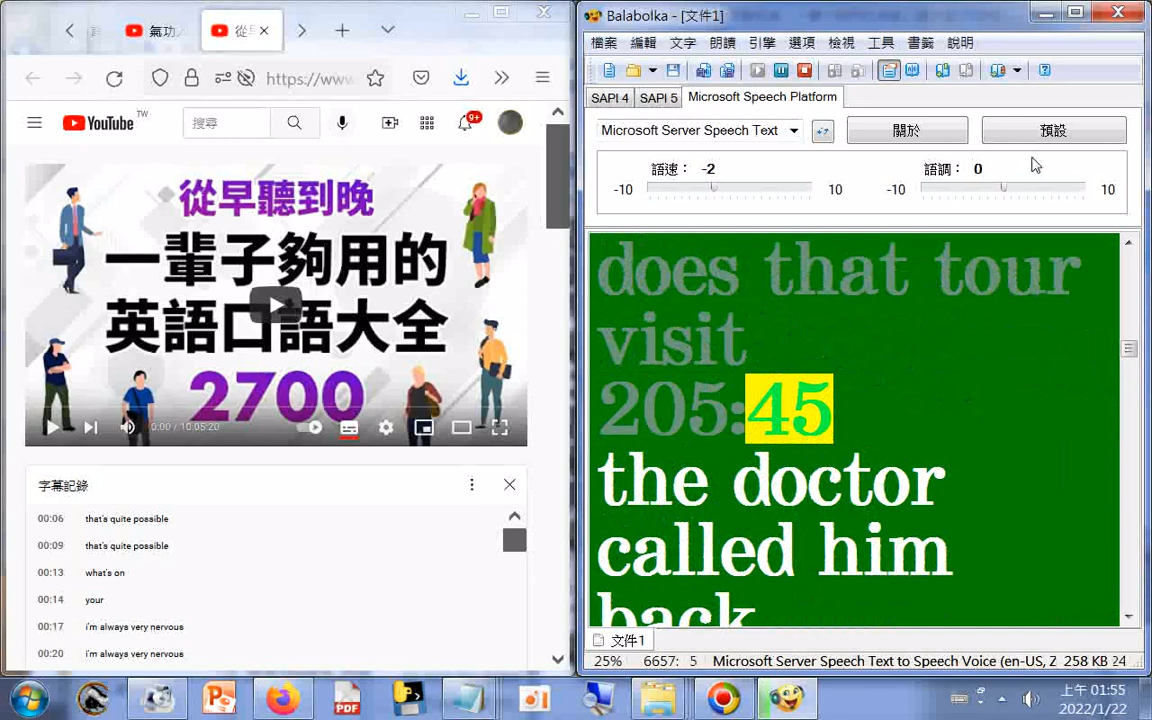 氣功
從
https://www
YouTube TW
搜尋
9+
從早聽到晚
一輩子夠用的
英語口語大全
2700
0:00 / 10:05:20
字幕記錄
00:06 that's quite possible
00:09 that's quite possible
00:13 what's on
00:14 your
00:17 i'm always very nervous
00:20 i'm always very nervous
Balabolka - [文件1]
檔案 編輯 文字 朗讀 引擎 選項 檢視 工具 書籤 說明
SAPI 4 SAPI 5 Microsoft Speech Platform
Microsoft Server Speech Text 關於 預設
語速： -2 語調： 0
-10 10 -10 10
does that tour
visit
205:45
the doctor
called him
back
文件1
25% 6657: 5 Microsoft Server Speech Text to Speech Voice (en-US, Z 258 KB 24
PDF
上午 01:55
2022/1/22